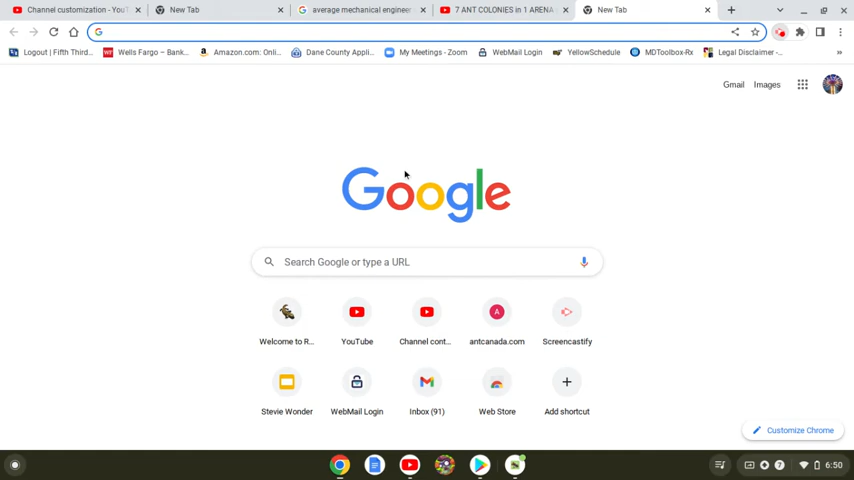 Channel customization - YouT
New Tab
average mechanical engineer
7 ANT COLONIES in 1 ARENA
New Tab
Logout | Fifth Third...
Wells Fargo – Bank...
Amazon.com: Onli...
Dane County Appli...
My Meetings - Zoom
WebMail Login
YellowSchedule
MDToolbox-Rx
Legal Disclaimer -...
»
Gmail
Images
Google
Search Google or type a URL
Welcome to R...
YouTube
Channel cont...
A
antcanada.com
Screencastify
Stevie Wonder
WebMail Login
Inbox (91)
Web Store
Add shortcut
Customize Chrome
7
6:50